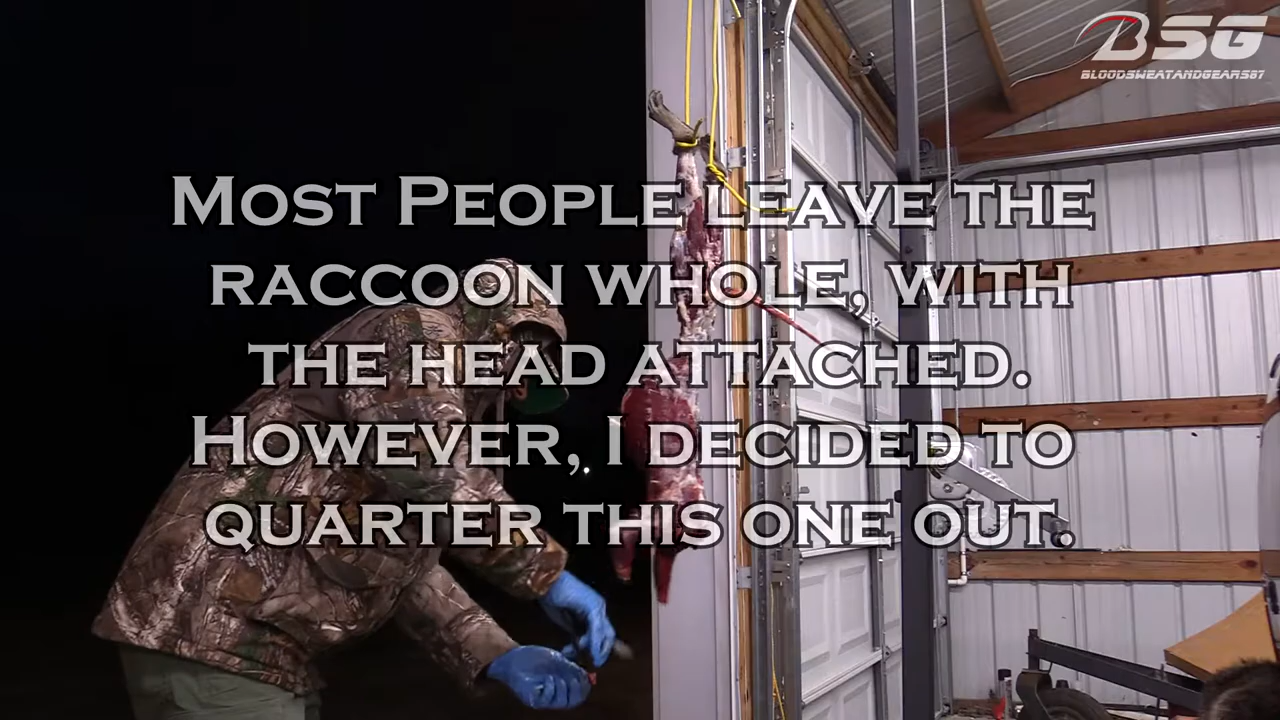 BSG
BLOODSWEATANDGEARS87
Most People leave the
raccoon whole, with
the head attached.
However, I decided to
quarter this one out.